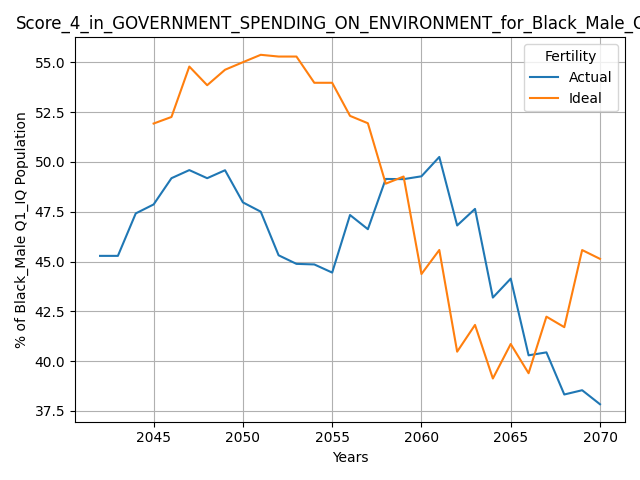 Score_4_in_GOVERNMENT_SPENDING_ON_ENVIRONMENT_for_Black_Male_
Fertility
Actual
Ideal
55.0
52.5
50.0
47.5
45.0
42.5
40.0
37.5
% of Black_Male Q1_IQ Population
2045 2050 2055 2060 2065 2070
Years